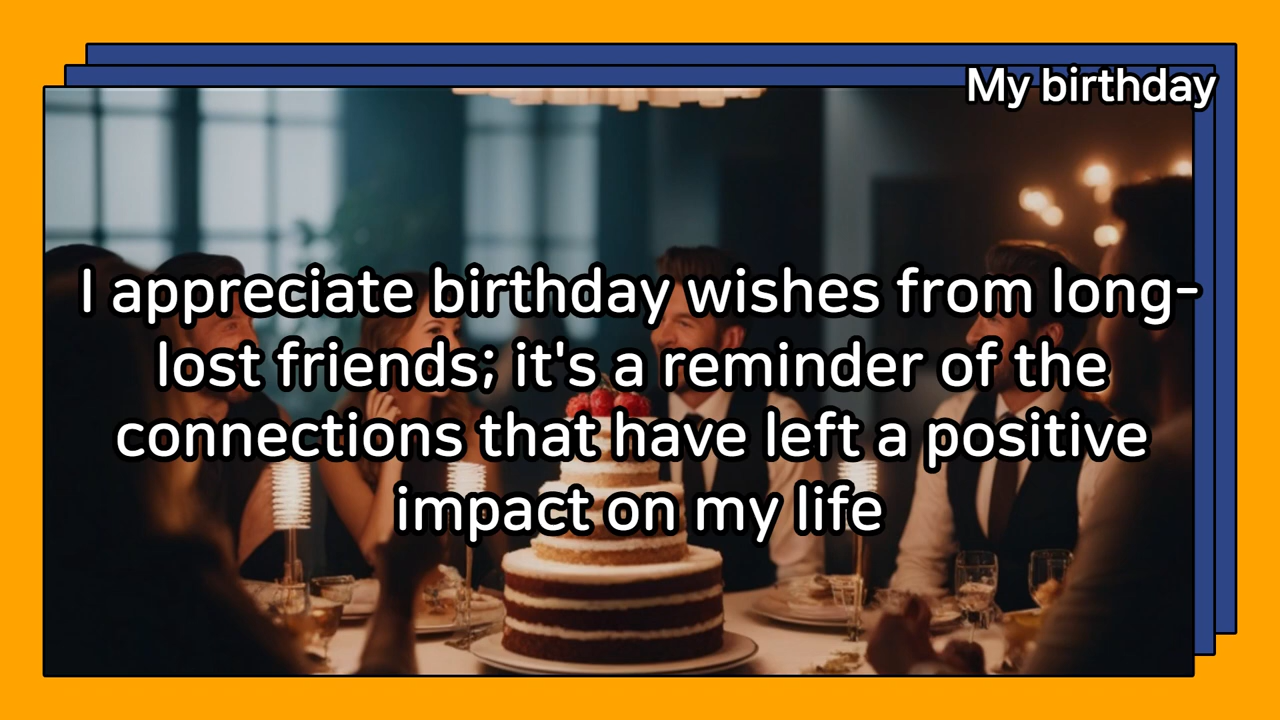 My birthday
I appreciate birthday wishes from long-
lost friends; it's a reminder of the
connections that have left a positive
impact on my life